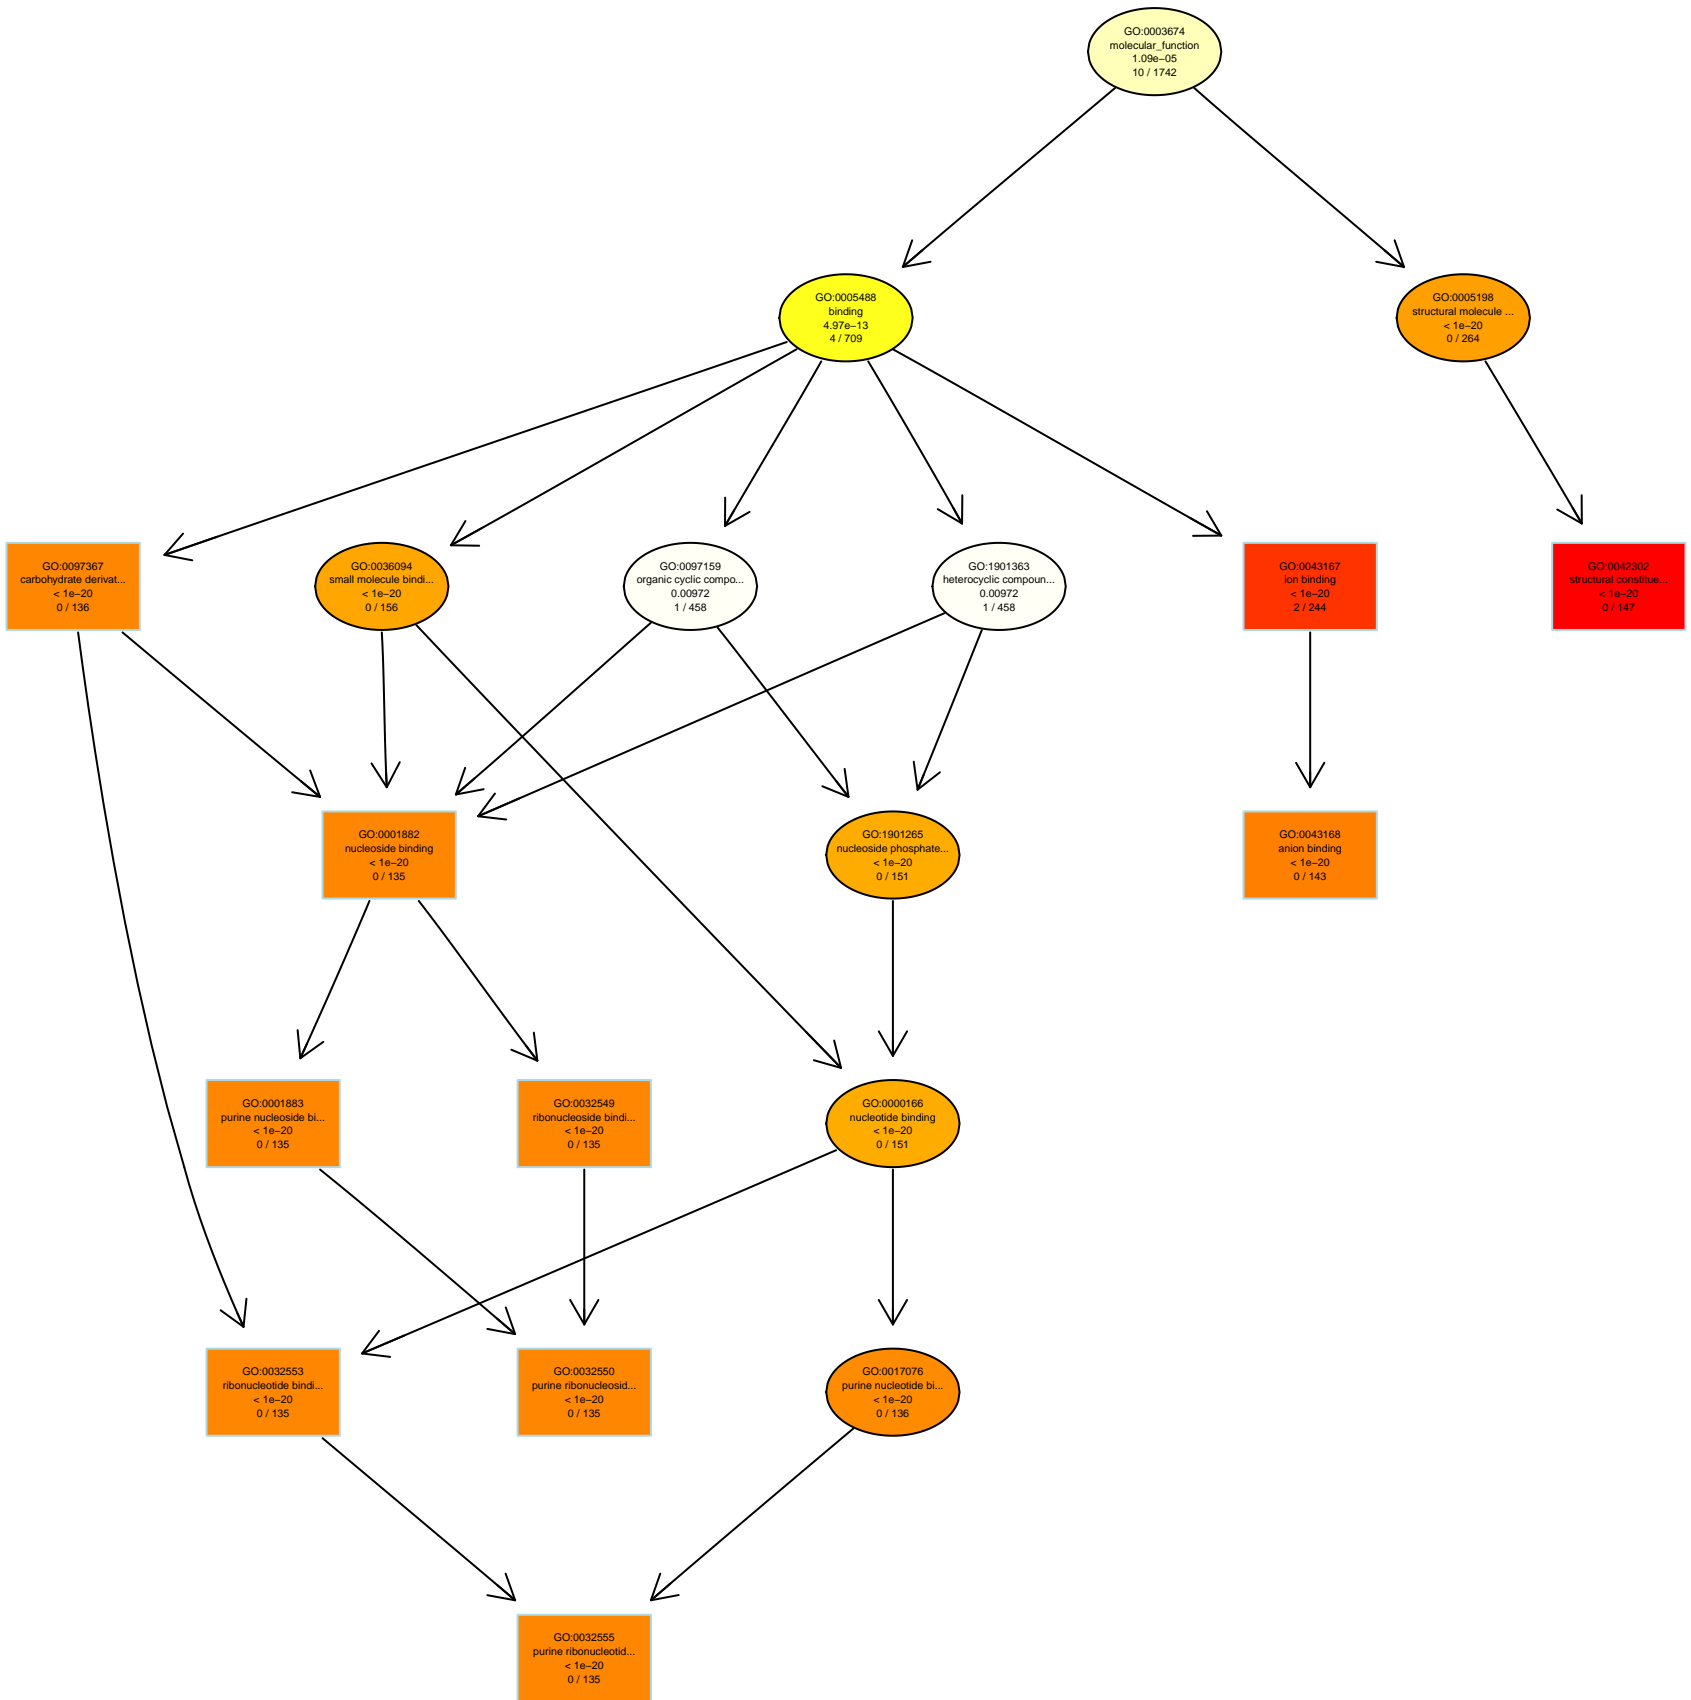 GO:0003674
molecular_function
1.09e−05
10 / 1742
GO:0005488
binding
4.97e−13
4 / 709
GO:0005198
structural molecule ...
< 1e−20
0 / 264
GO:0097367
carbohydrate derivat...
< 1e−20
0 / 136
GO:0036094
small molecule bindi...
< 1e−20
0 / 156
GO:0097159
organic cyclic compo...
0.00972
1 / 458
GO:1901363
heterocyclic compoun...
0.00972
1 / 458
GO:0043167
ion binding
< 1e−20
2 / 244
GO:0042302
structural constitue...
< 1e−20
0 / 147
GO:0001882
nucleoside binding
< 1e−20
0 / 135
GO:1901265
nucleoside phosphate...
< 1e−20
0 / 151
GO:0043168
anion binding
< 1e−20
0 / 143
GO:0001883
purine nucleoside bi...
< 1e−20
0 / 135
GO:0032549
ribonucleoside bindi...
< 1e−20
0 / 135
GO:0000166
nucleotide binding
< 1e−20
0 / 151
GO:0032553
ribonucleotide bindi...
< 1e−20
0 / 135
GO:0032550
purine ribonucleosid...
< 1e−20
0 / 135
GO:0017076
purine nucleotide bi...
< 1e−20
0 / 136
GO:0032555
purine ribonucleotid...
< 1e−20
0 / 135